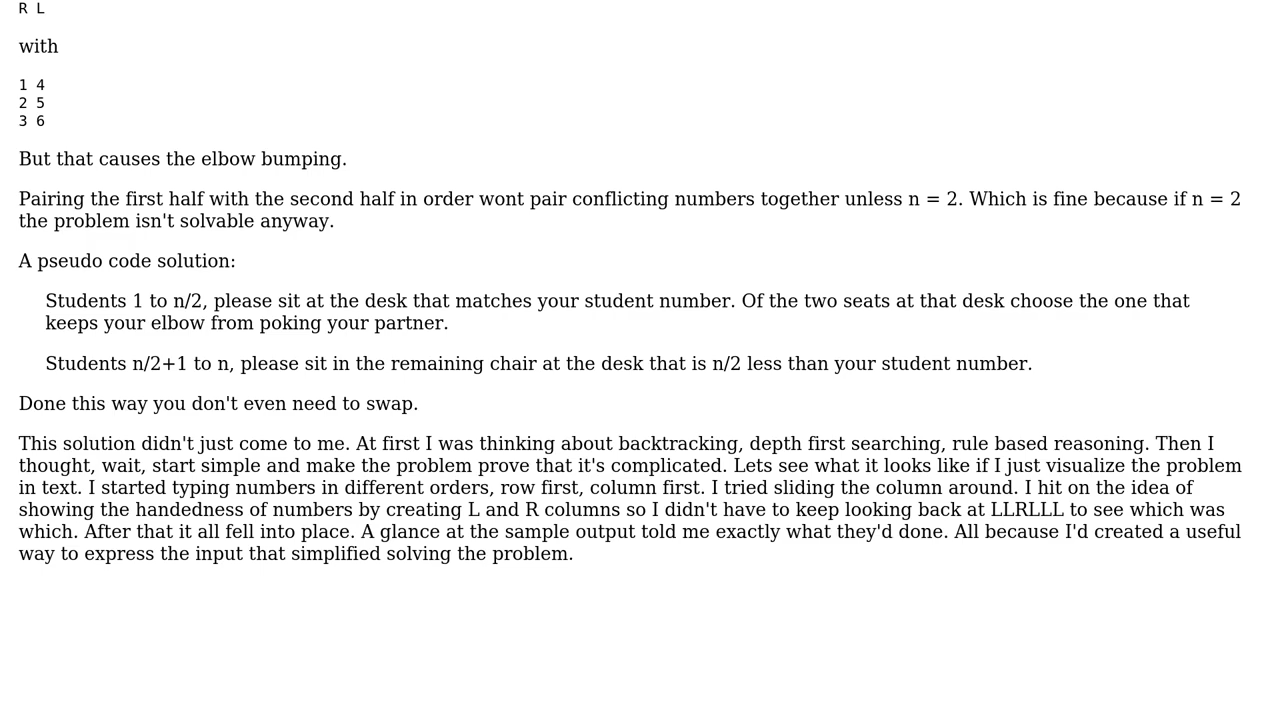 R L
with
1 4
2 5
3 6
But that causes the elbow bumping.
Pairing the first half with the second half in order wont pair conflicting numbers together unless n = 2. Which is fine because if n = 2
the problem isn't solvable anyway.
A pseudo code solution:
Students 1 to n/2, please sit at the desk that matches your student number. Of the two seats at that desk choose the one that
keeps your elbow from poking your partner.
Students n/2+1 to n, please sit in the remaining chair at the desk that is n/2 less than your student number.
Done this way you don't even need to swap.
This solution didn't just come to me. At first I was thinking about backtracking, depth first searching, rule based reasoning. Then I
thought, wait, start simple and make the problem prove that it's complicated. Lets see what it looks like if I just visualize the problem
in text. I started typing numbers in different orders, row first, column first. I tried sliding the column around. I hit on the idea of
showing the handedness of numbers by creating L and R columns so I didn't have to keep looking back at LLRLLL to see which was
which. After that it all fell into place. A glance at the sample output told me exactly what they'd done. All because I'd created a useful
way to express the input that simplified solving the problem.